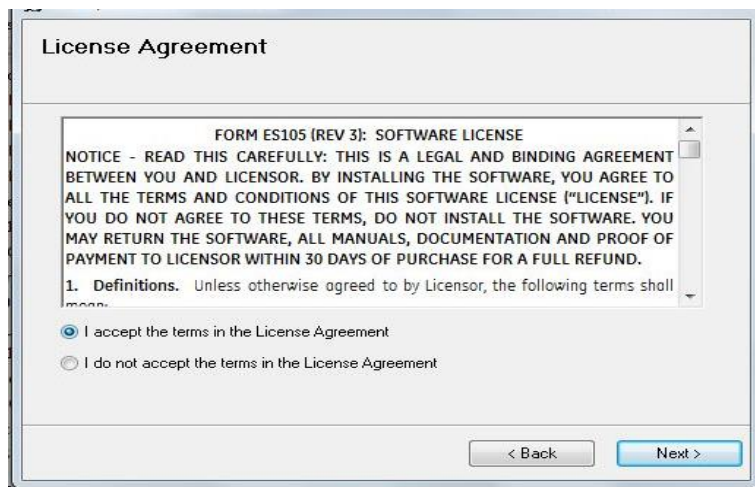 License Agreement
FORM ES105 (REV 3): SOFTWARE LICENSE
NOTICE - READ THIS CAREFULLY: THIS IS A LEGAL AND BINDING AGREEMENT
BETWEEN YOU AND LICENSOR. BY INSTALLING THE SOFTWARE, YOU AGREE TO
ALL THE TERMS AND CONDITIONS OF THIS SOFTWARE LICENSE ("LICENSE"). IF
YOU DO NOT AGREE TO THESE TERMS, DO NOT INSTALL THE SOFTWARE. YOU
MAY RETURN THE SOFTWARE, ALL MANUALS, DOCUMENTATION AND PROOF OF
PAYMENT TO LICENSOR WITHIN 30 DAYS OF PURCHASE FOR A FULL REFUND.
1. Definitions. Unless otherwise agreed to by Licensor, the following terms shall
I accept the terms in the License Agreement
I do not accept the terms in the License Agreement
< Back
Next >